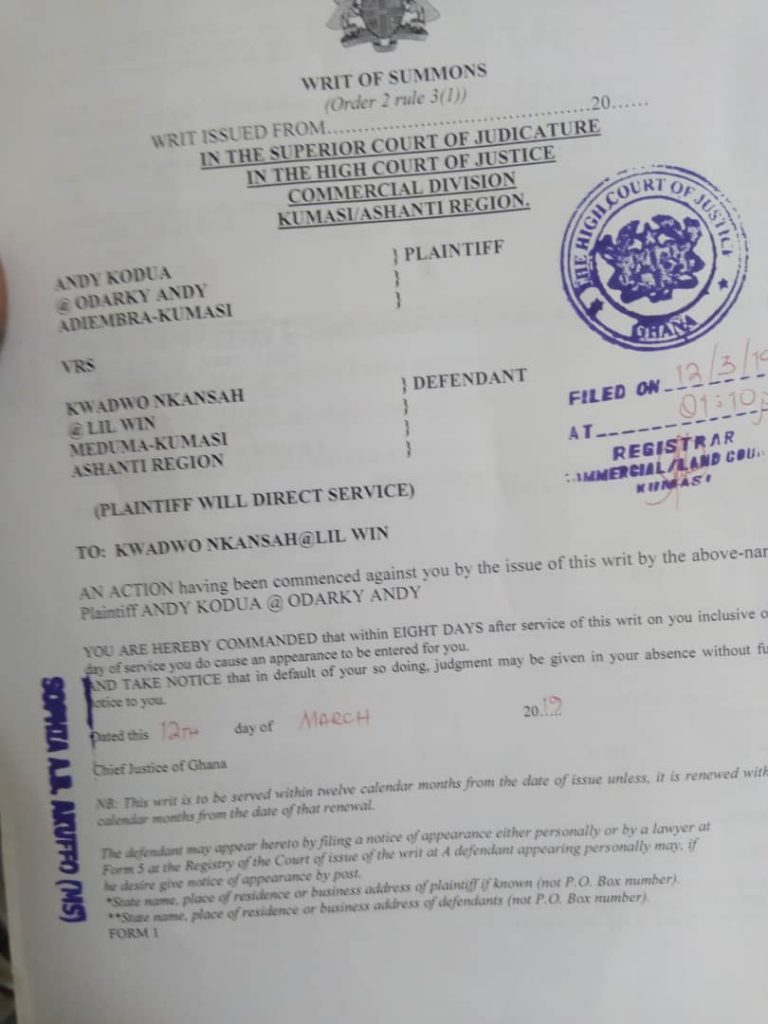 WRIT OF SUMMONS
(Order 2 rule 3(1))
WRIT ISSUED FROM.......................................20......
IN THE SUPERIOR COURT OF JUDICATURE
IN THE HIGH COURT OF JUSTICE
COMMERCIAL DIVISION
KUMASI/ASHANTI REGION.
THE HIGH COURT OF JUSTICE
GHANA
ANDY KODUA } PLAINTIFF
@ ODARKY ANDY }
ADIEMBRA-KUMASI }
VRS
KWADWO NKANSAH } DEFENDANT
@ LIL WIN }
MEDUMA-KUMASI }
ASHANTI REGION }
FILED ON 12/3/19
AT 01:10
REGISTRAR
COMMERCIAL/LAND COU
KUMASI
(PLAINTIFF WILL DIRECT SERVICE)
TO: KWADWO NKANSAH@LIL WIN
AN ACTION having been commenced against you by the issue of this writ by the above-nam
Plaintiff ANDY KODUA @ ODARKY ANDY
YOU ARE HEREBY COMMANDED that within EIGHT DAYS after service of this writ on you inclusive o
day of service you do cause an appearance to be entered for you.
AND TAKE NOTICE that in default of your so doing, judgment may be given in your absence without fu
notice to you.
Dated this 12TH day of MARCH 2019
Chief Justice of Ghana
SOPHIA A.B. AKUFFO (MS)
NB: This writ is to be served within twelve calendar months from the date of issue unless, it is renewed with
calendar months from the date of that renewal.
The defendant may appear hereto by filing a notice of appearance either personally or by a lawyer at
Form 5 at the Registry of the Court of issue of the writ at A defendant appearing personally may, if
he desire give notice of appearance by post.
*State name, place of residence or business address of plaintiff if known (not P.O. Box number).
**State name, place of residence or business address of defendants (not P.O. Box number).
FORM 1